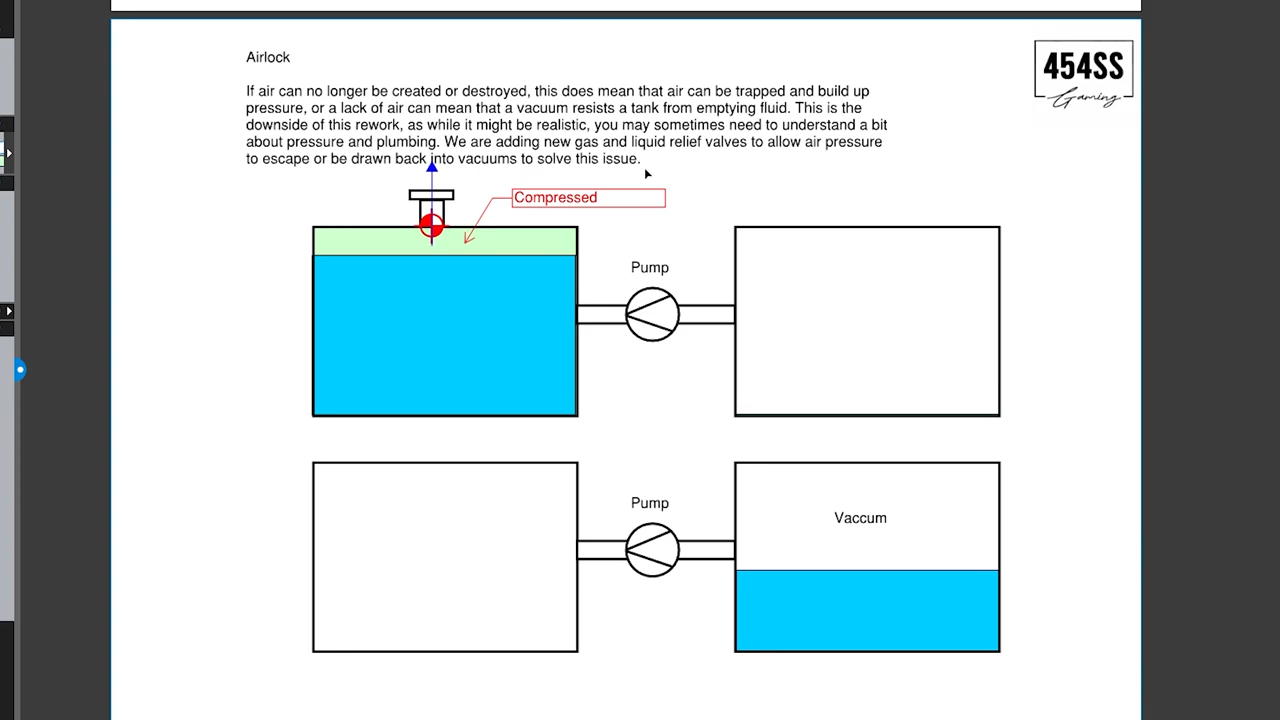 Airlock
454SS
Gaming
If air can no longer be created or destroyed, this does mean that air can be trapped and build up
pressure, or a lack of air can mean that a vacuum resists a tank from emptying fluid. This is the
downside of this rework, as while it might be realistic, you may sometimes need to understand a bit
about pressure and plumbing. We are adding new gas and liquid relief valves to allow air pressure
to escape or be drawn back into vacuums to solve this issue.
Compressed
Pump
Pump
Vaccum